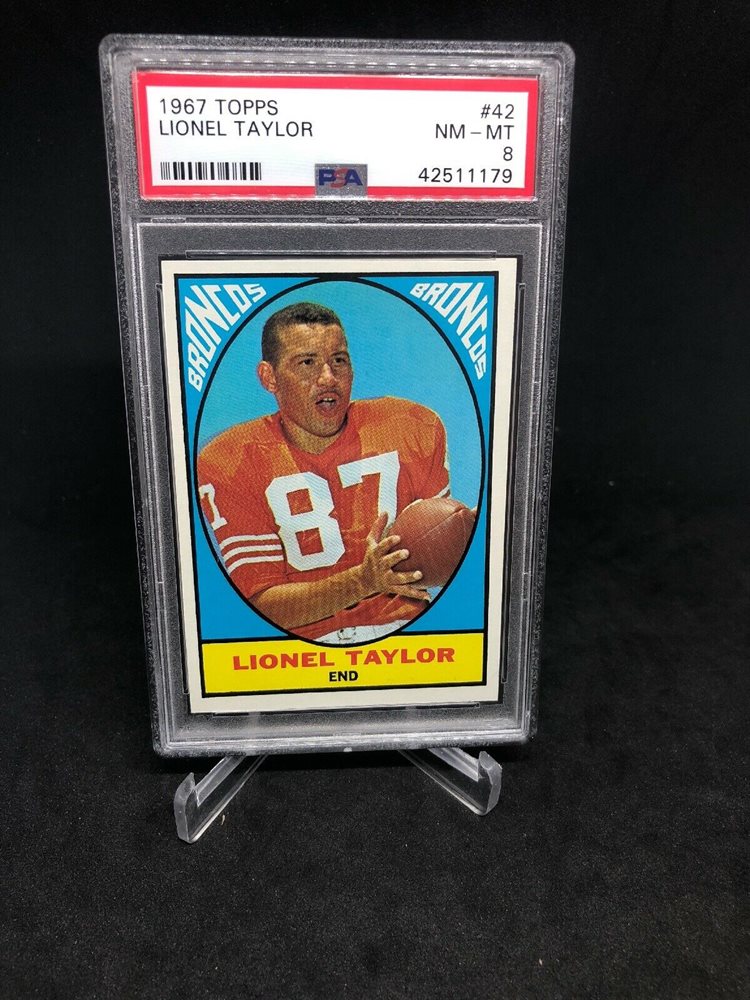 1967 TOPPS #42
LIONEL TAYLOR NM – MT
8
PSA 42511179
BRONCOS BRONCOS
87
LIONEL TAYLOR
END